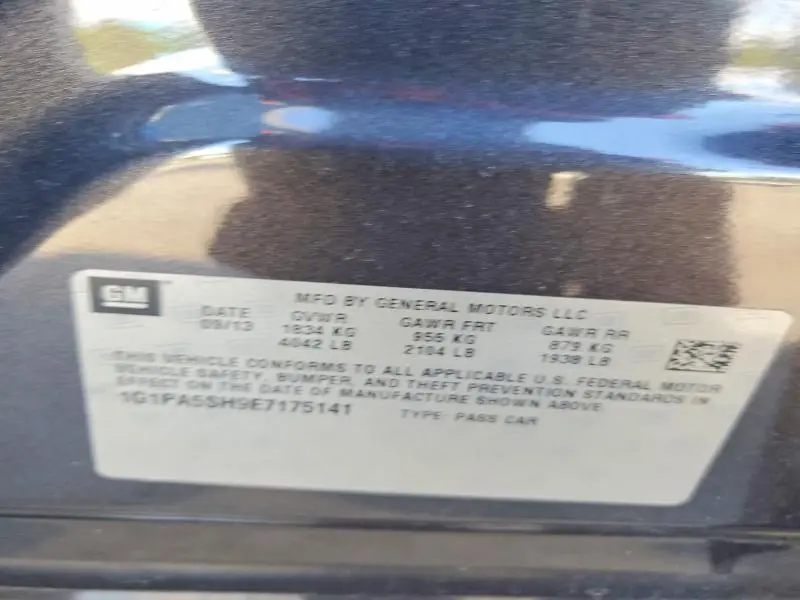 GM
MFD BY GENERAL MOTORS LLC
DATE GVWR GAWR FRT GAWR RR
09/13 1834 KG 955 KG 879 KG
4042 LB 2104 LB 1938 LB
THIS VEHICLE CONFORMS TO ALL APPLICABLE U.S. FEDERAL MOTOR
VEHICLE SAFETY, BUMPER, AND THEFT PREVENTION STANDARDS IN
EFFECT ON THE DATE OF MANUFACTURE SHOWN ABOVE
1G1PA5SH9E7175141 TYPE: PASS CAR